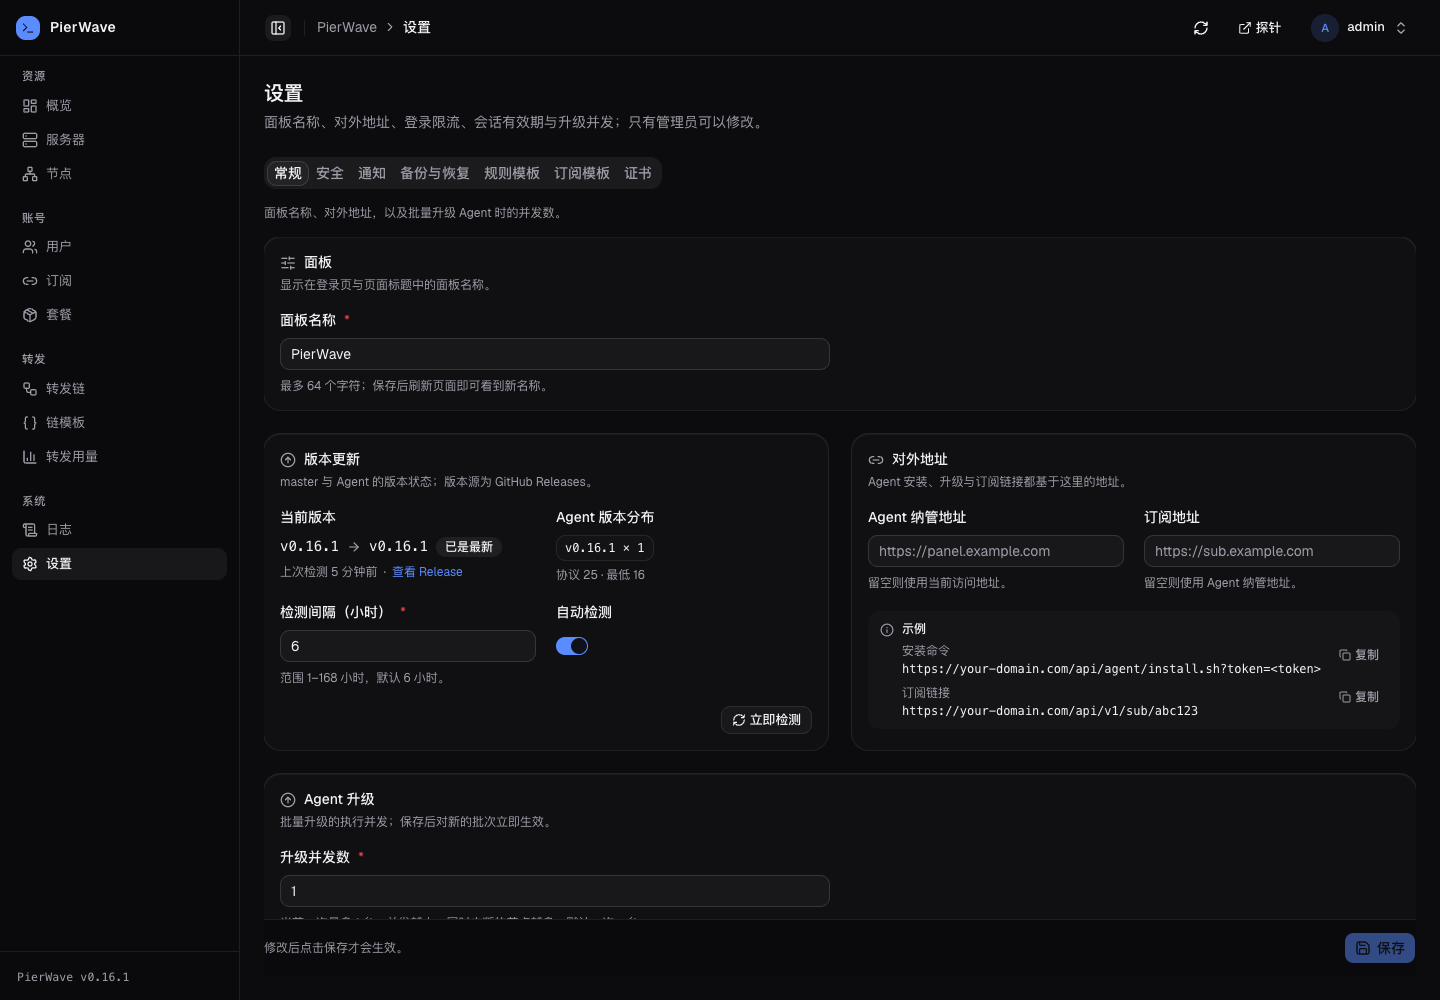 PierWave
资源
概览
服务器
节点
账号
用户
订阅
套餐
转发
转发链
链模板
转发用量
系统
日志
设置
PierWave v0.16.1
PierWave > 设置
探针
A admin
设置
面板名称、对外地址、登录限流、会话有效期与升级并发；只有管理员可以修改。
常规 安全 通知 备份与恢复 规则模板 订阅模板 证书
面板名称、对外地址，以及批量升级 Agent 时的并发数。
面板
显示在登录页与页面标题中的面板名称。
面板名称 *
PierWave
最多 64 个字符；保存后刷新页面即可看到新名称。
版本更新
master 与 Agent 的版本状态；版本源为 GitHub Releases。
当前版本
v0.16.1 → v0.16.1 已是最新
上次检测 5 分钟前 · 查看 Release
Agent 版本分布
v0.16.1 × 1
协议 25 · 最低 16
检测间隔（小时） *
6
范围 1–168 小时，默认 6 小时。
自动检测
立即检测
对外地址
Agent 安装、升级与订阅链接都基于这里的地址。
Agent 纳管地址
https://panel.example.com
留空则使用当前访问地址。
订阅地址
https://sub.example.com
留空则使用 Agent 纳管地址。
示例
安装命令
https://your-domain.com/api/agent/install.sh?token=<token>
复制
订阅链接
https://your-domain.com/api/v1/sub/abc123
复制
Agent 升级
批量升级的执行并发；保存后对新的批次立即生效。
升级并发数 *
1
修改后点击保存才会生效。
保存